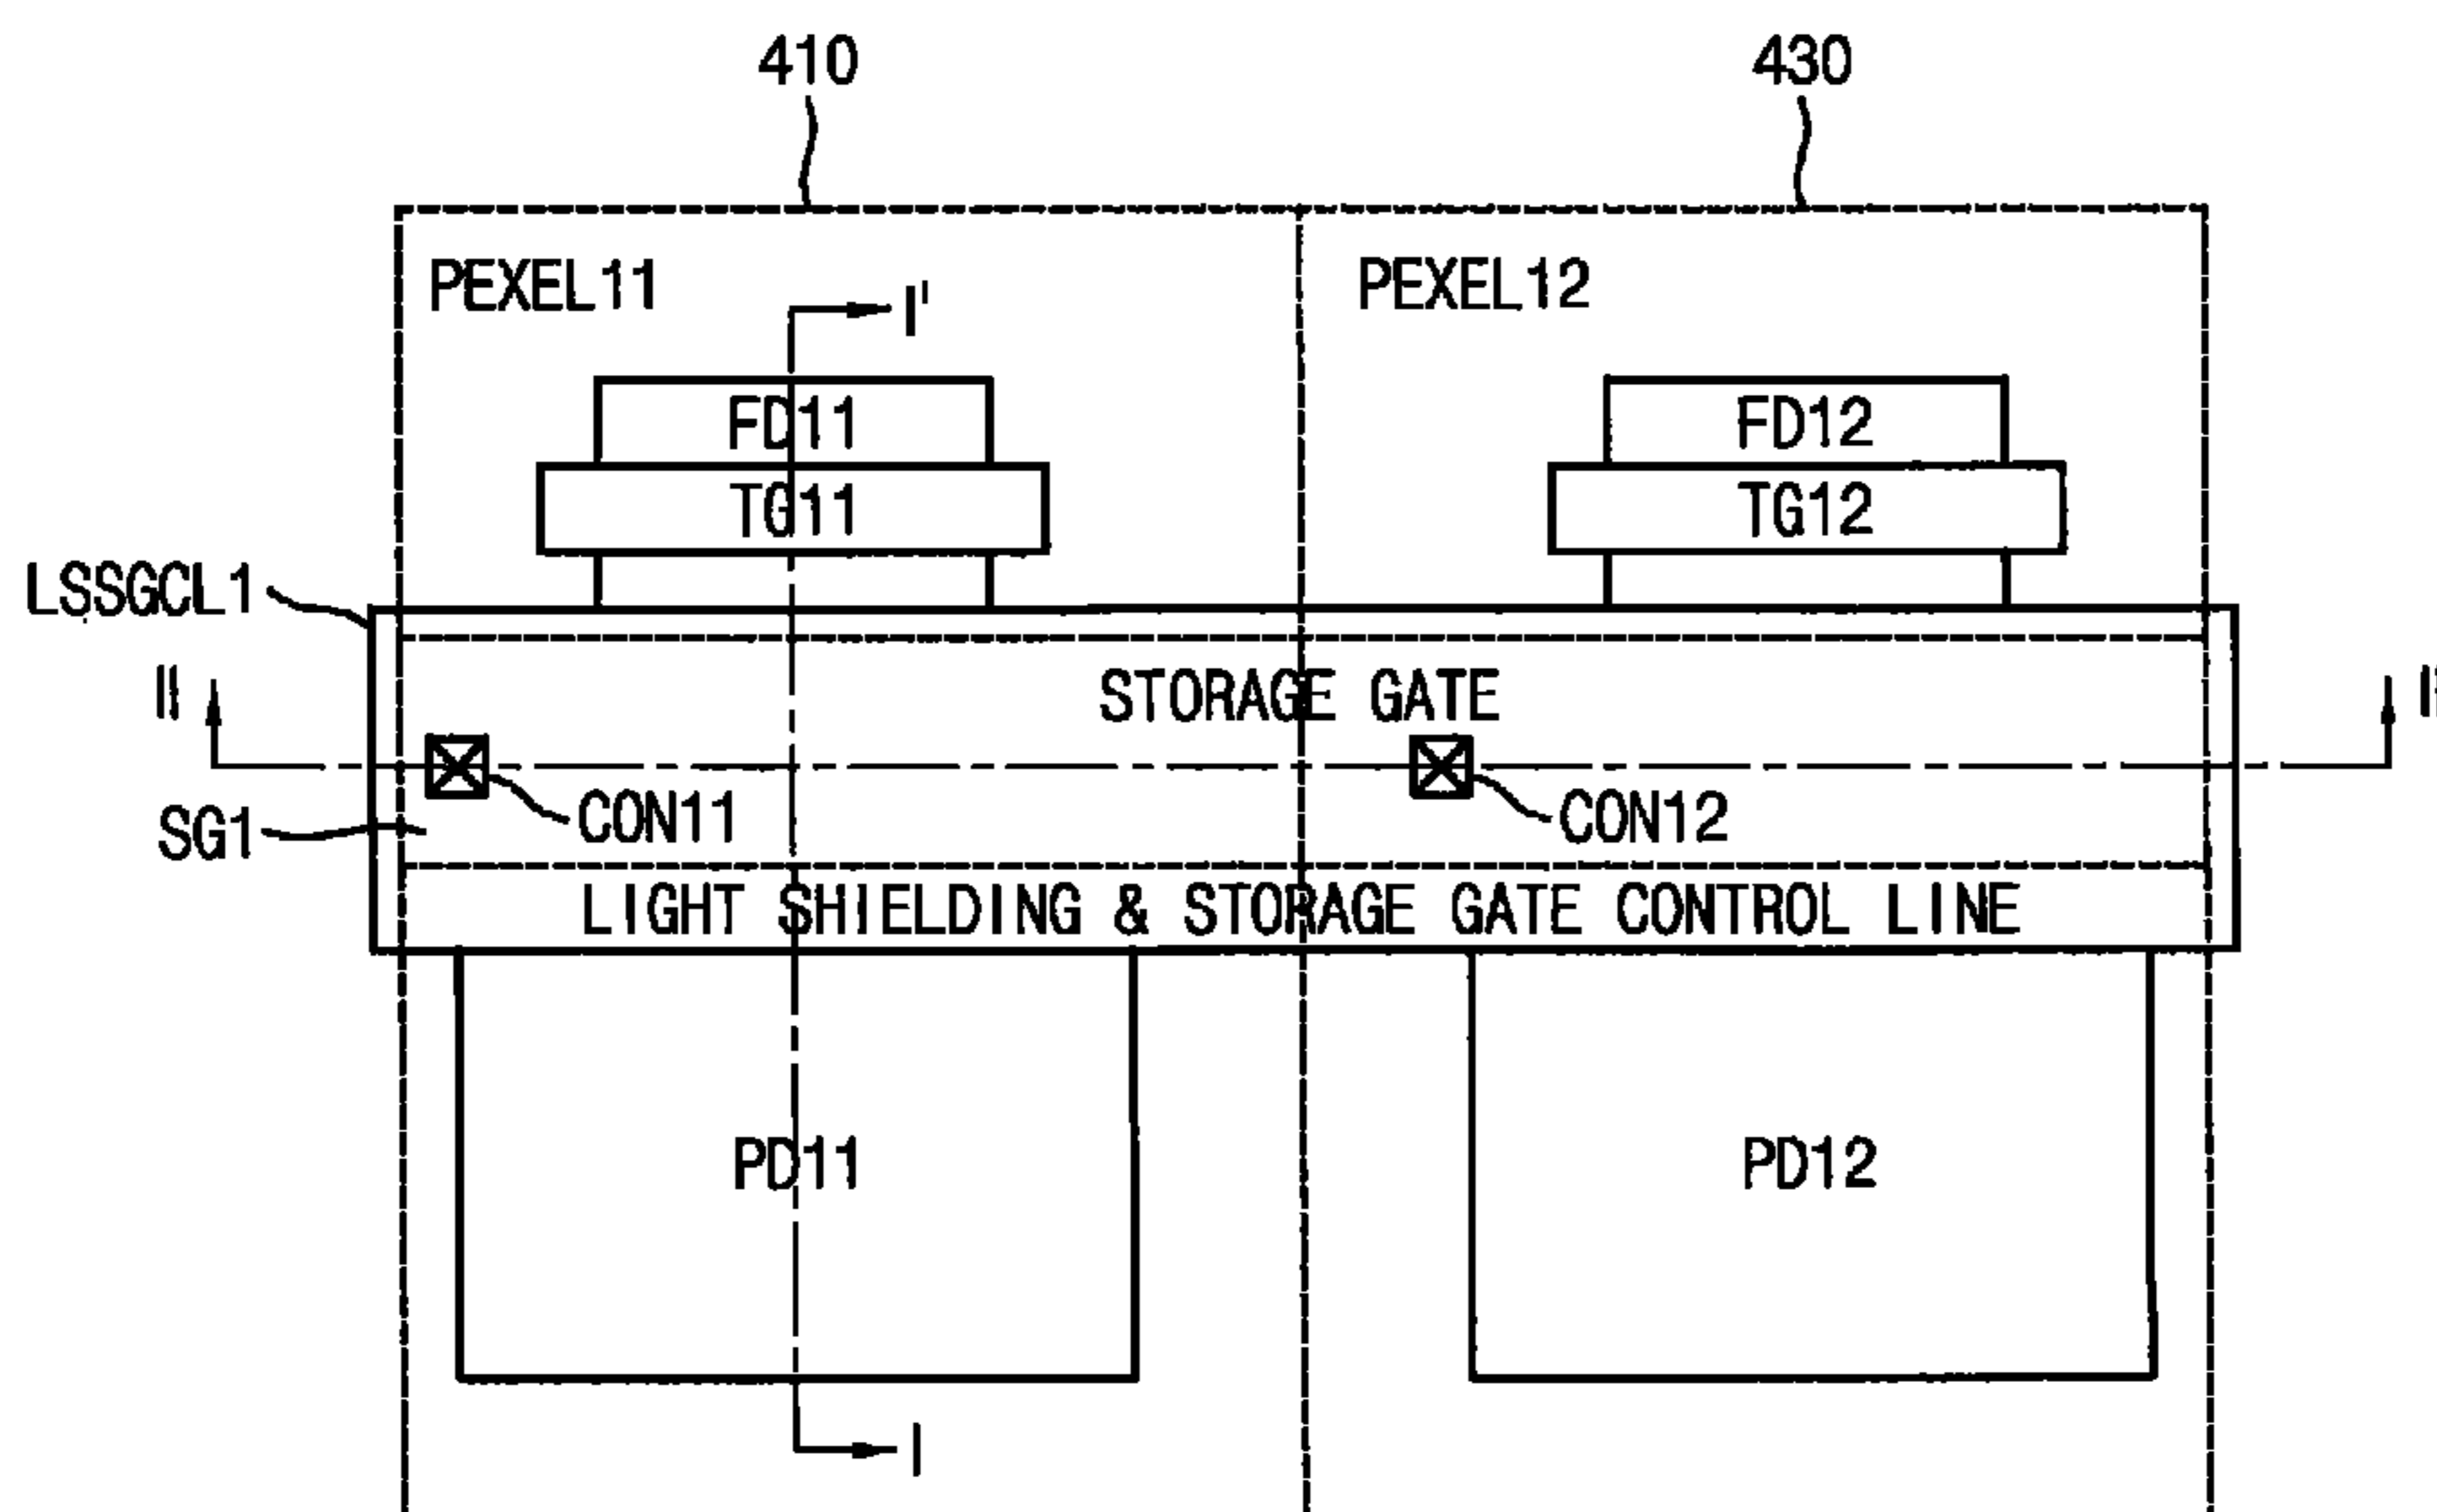 410
430
PEXEL11
PEXEL12
I'
FD11
FD12
TG11
TG12
LSSGCL1
STORAGE GATE
II
CON11
CON12
SG1
LIGHT SHIELDING & STORAGE GATE CONTROL LINE
PD11
PD12
I